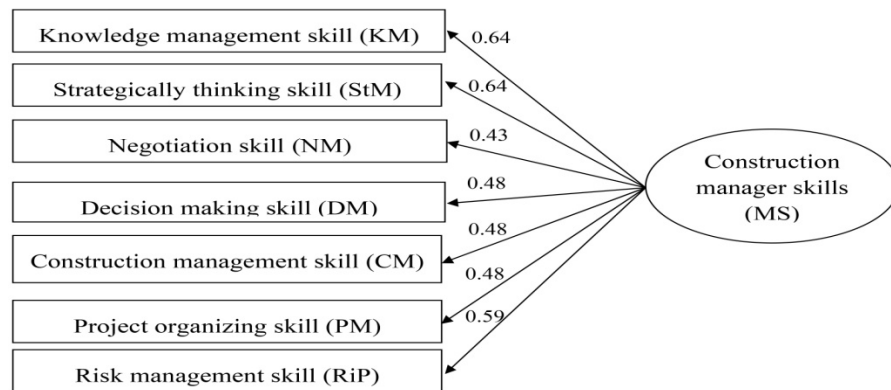 Knowledge management skill (KM)
0.64
Strategically thinking skill (StM)
0.64
Negotiation skill (NM)
0.43
Construction
manager skills
(MS)
Decision making skill (DM)
0.48
Construction management skill (CM)
0.48
0.48
Project organizing skill (PM)
0.59
Risk management skill (RiP)